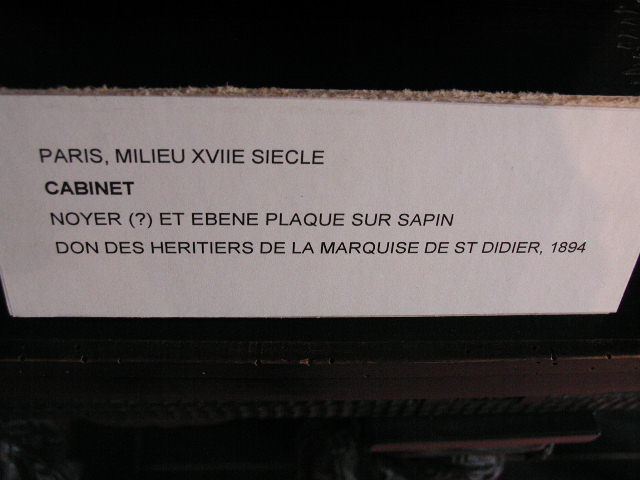 PARIS, MILIEU XVIIE SIECLE
CABINET
NOYER (?) ET EBENE PLAQUE SUR SAPIN
DON DES HERITIERS DE LA MARQUISE DE ST DIDIER, 1894